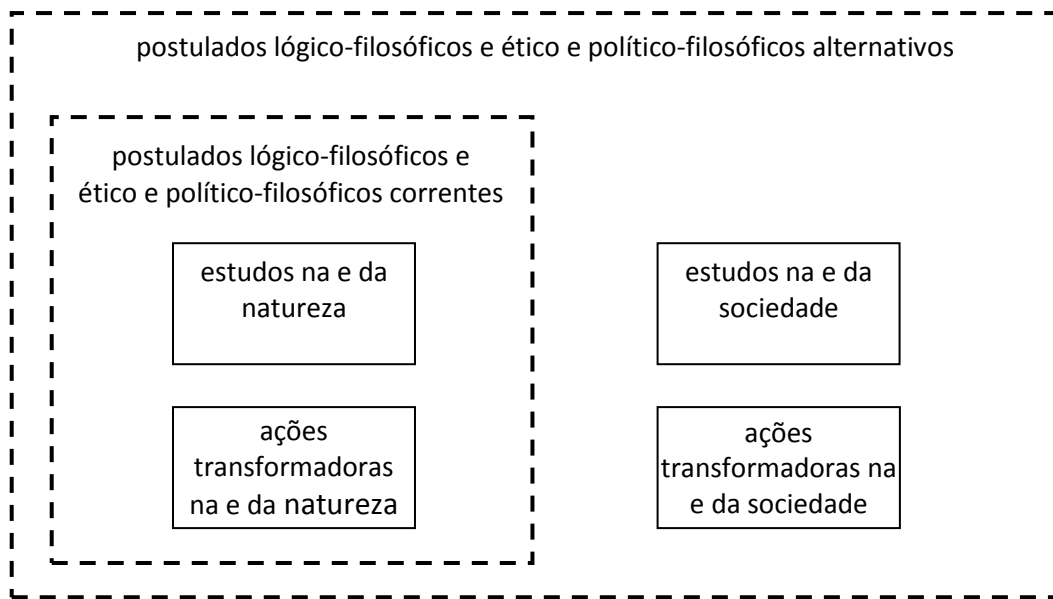 postulados lógico-filosóficos e ético e político-filosóficos alternativos
postulados lógico-filosóficos e
ético e político-filosóficos correntes
estudos na e da
natureza
estudos na e da
sociedade
ações
transformadoras
na e da natureza
ações
transformadoras na
e da sociedade